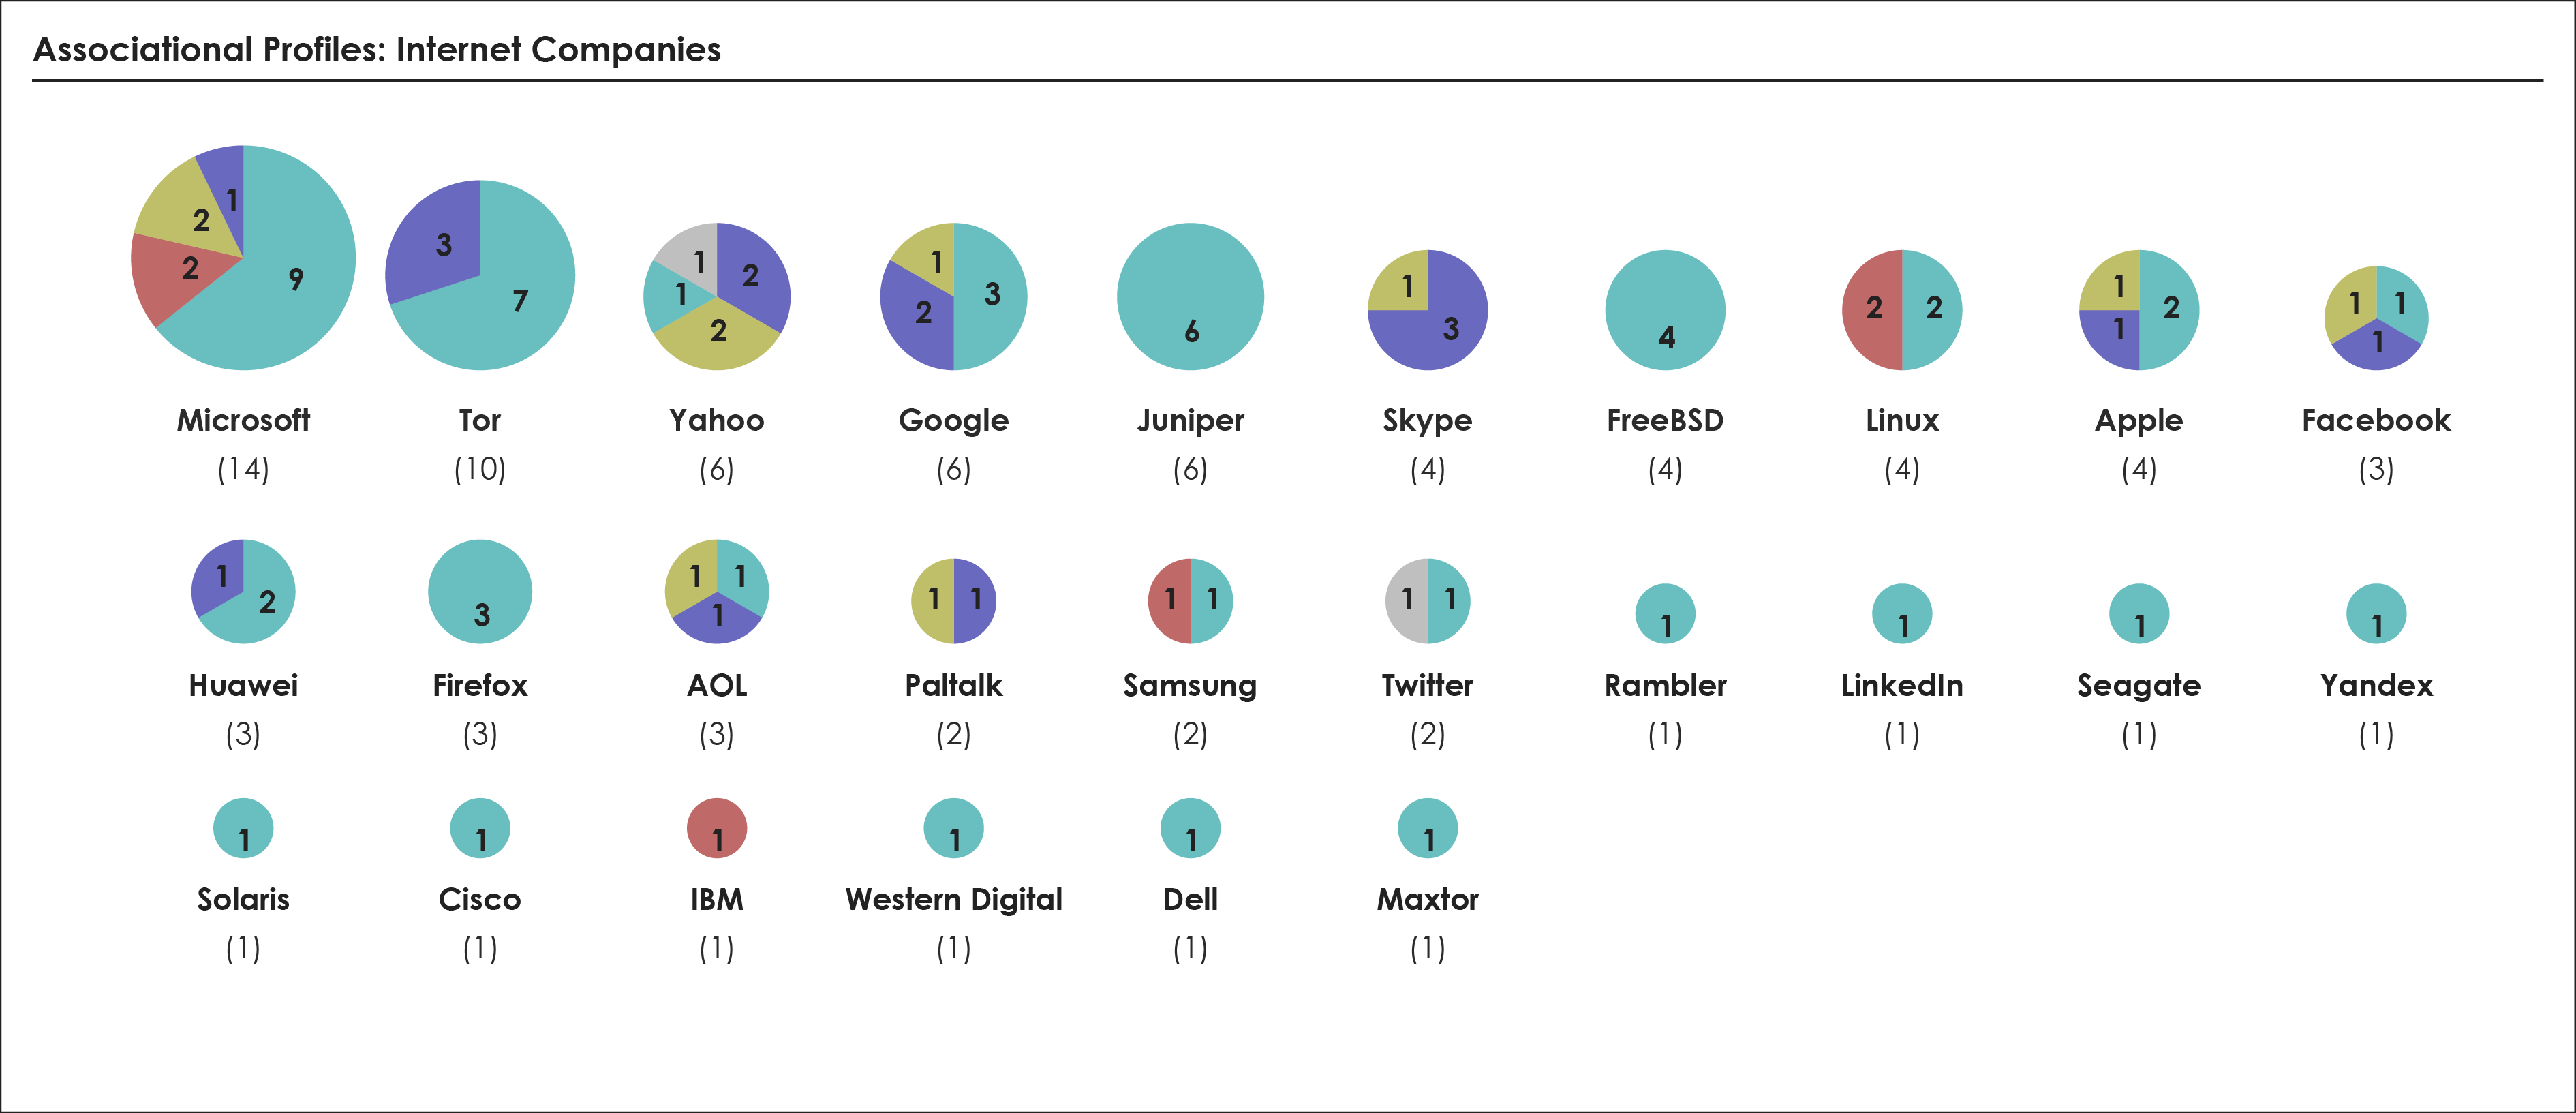 Associational Profiles: Internet Companies
1 2 2 9
3 7
1 2 1 2
1 3 2
6
1 3
4
2 2
1 2 1
1 1 1
Microsoft Tor Yahoo Google Juniper Skype FreeBSD Linux Apple Facebook
(14) (10) (6) (6) (6) (4) (4) (4) (4) (3)
1 2
3
1 1 1
1 1
1 1
1 1
1
1
1
1
Huawei Firefox AOL Paltalk Samsung Twitter Rambler LinkedIn Seagate Yandex
(3) (3) (3) (2) (2) (2) (1) (1) (1) (1)
1 1 1 1 1 1
Solaris Cisco IBM Western Digital Dell Maxtor
(1) (1) (1) (1) (1) (1)